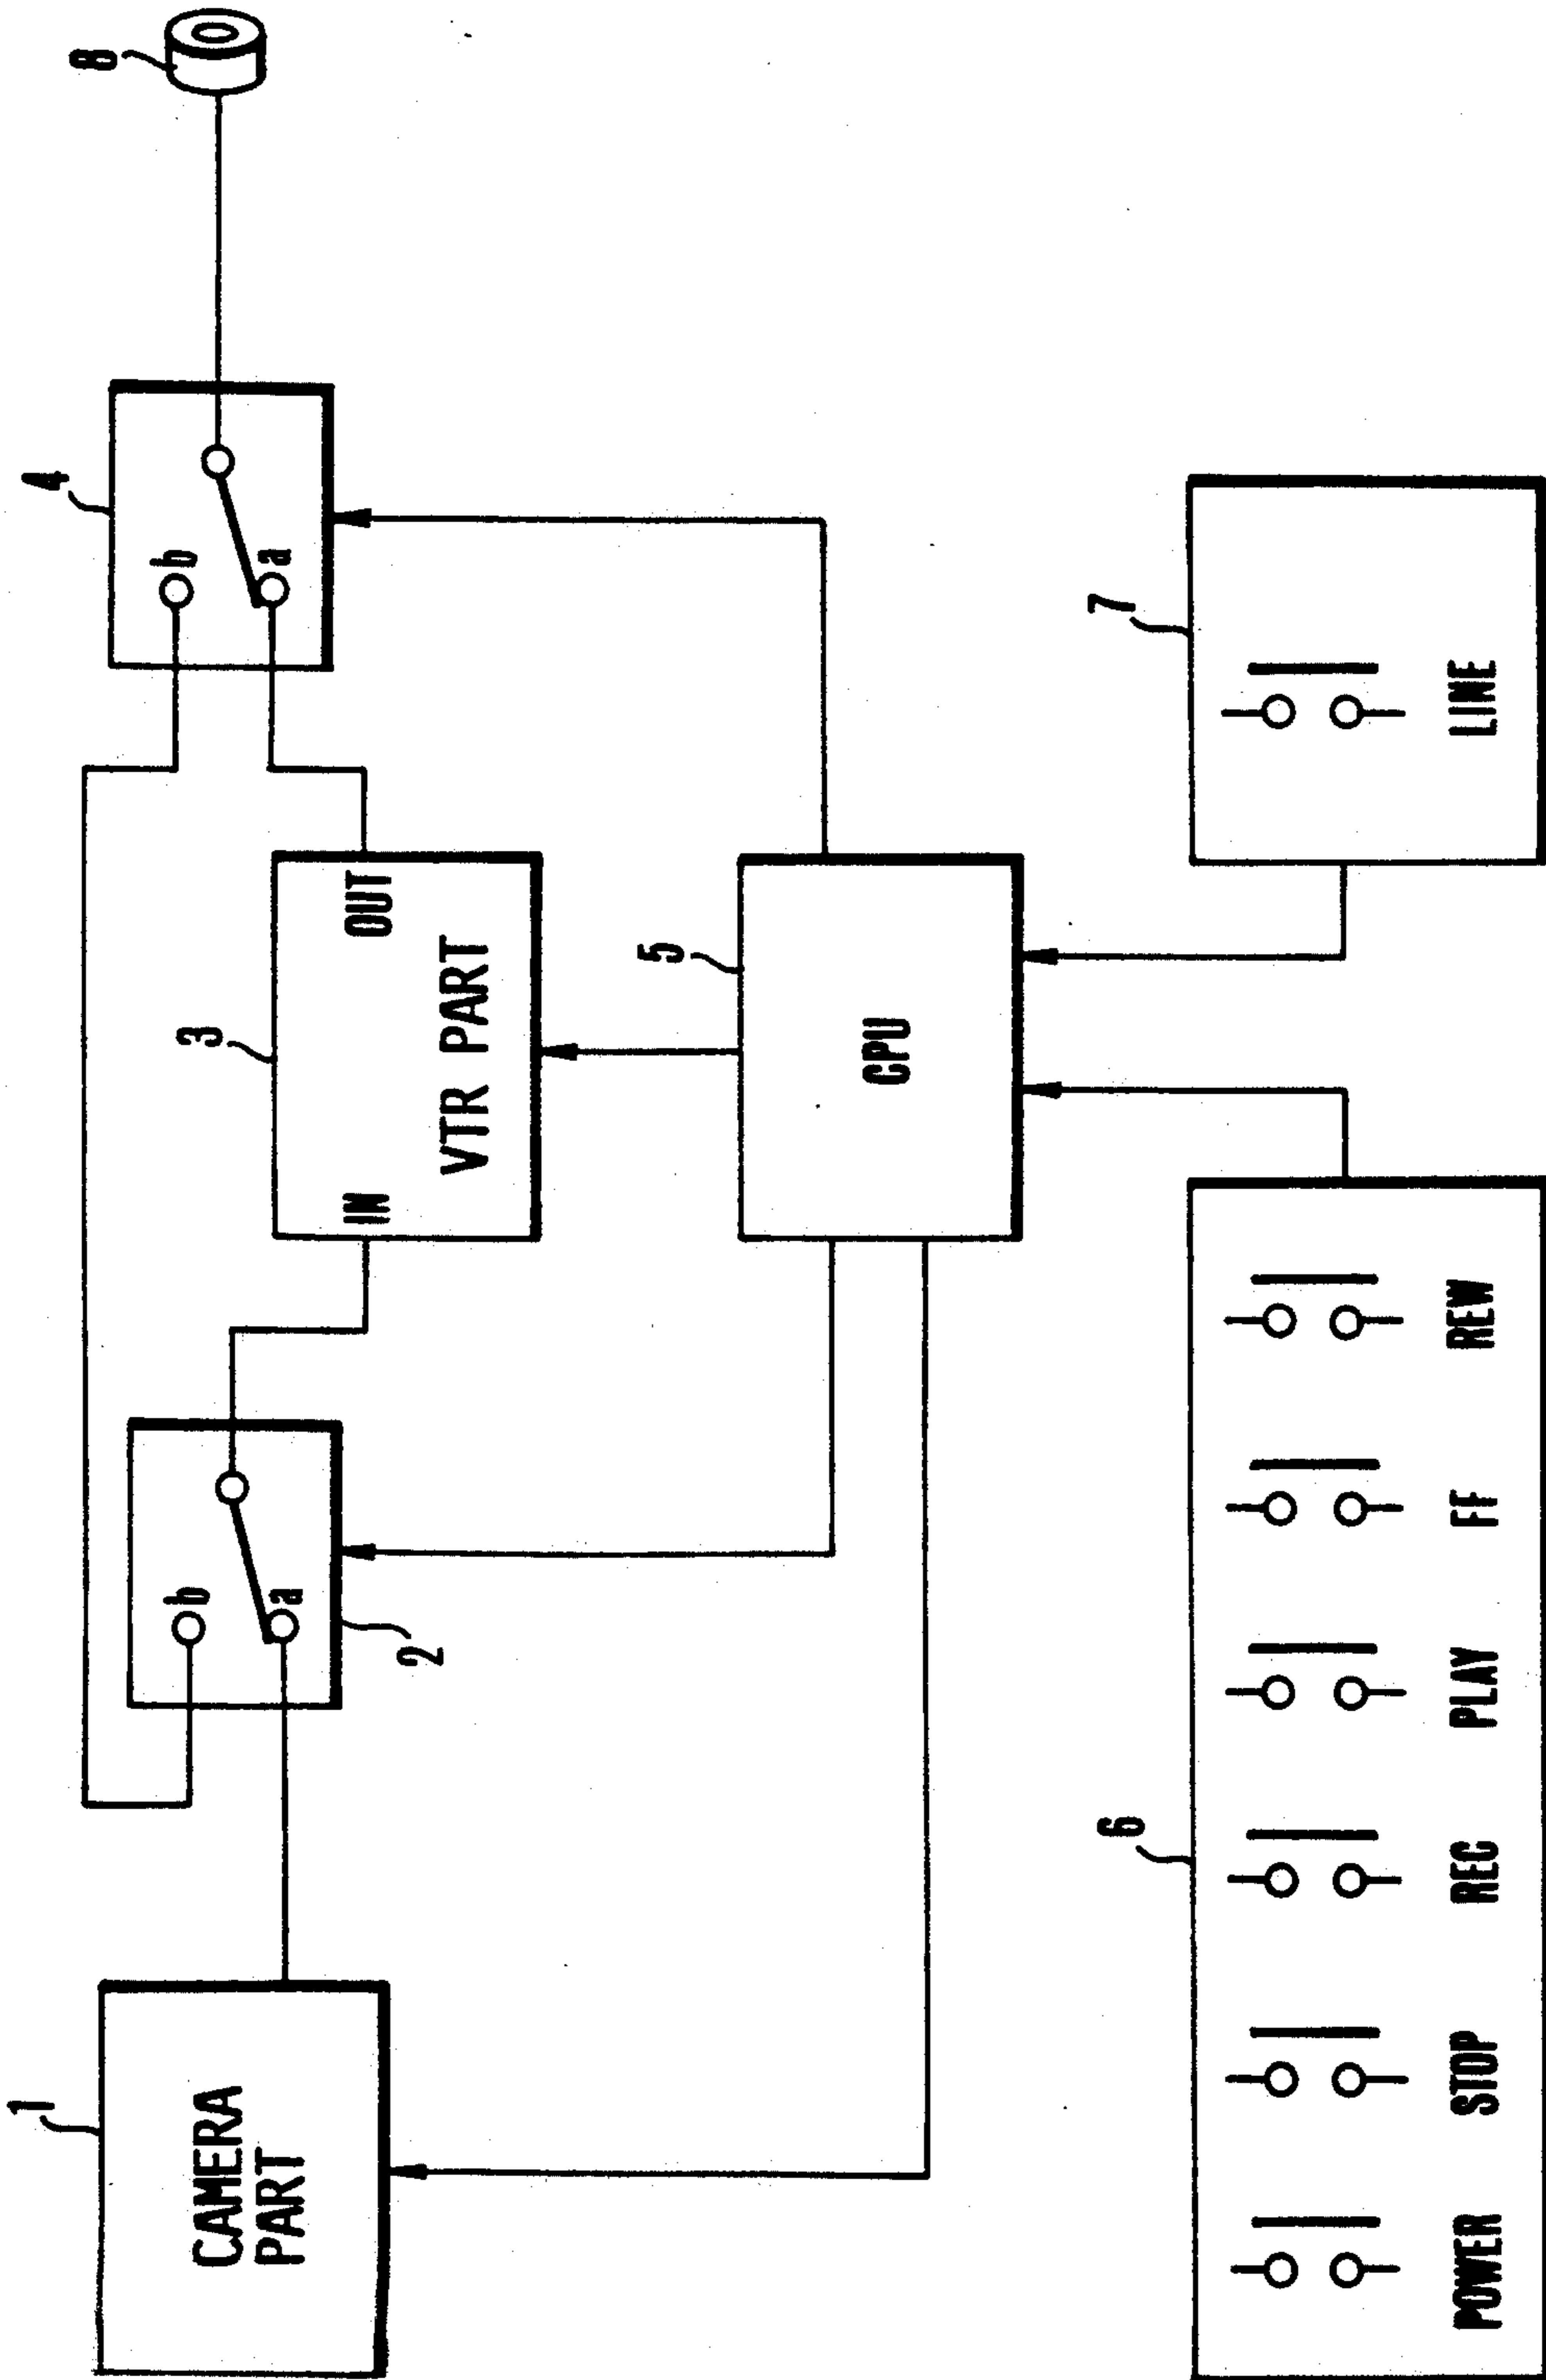 1
CAMERA
PART
b
a
2
3
IN
OUT
VTR PART
4
b
a
8
5
CPU
6
POWER
STOP
REC
PLAY
FF
REW
7
LINE